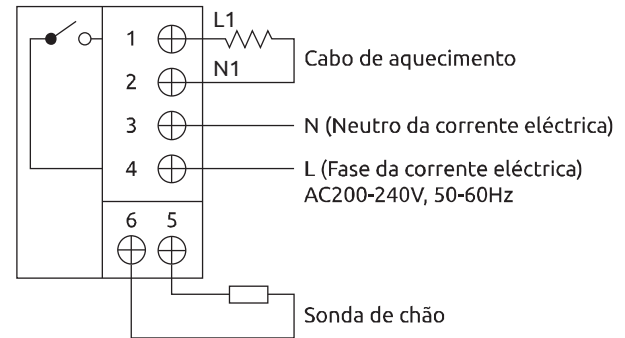 L1
1
Cabo de aquecimento
N1
2
3
N (Neutro da corrente eléctrica)
4
L (Fase da corrente eléctrica)
AC200-240V, 50-60Hz
6 5
Sonda de chão